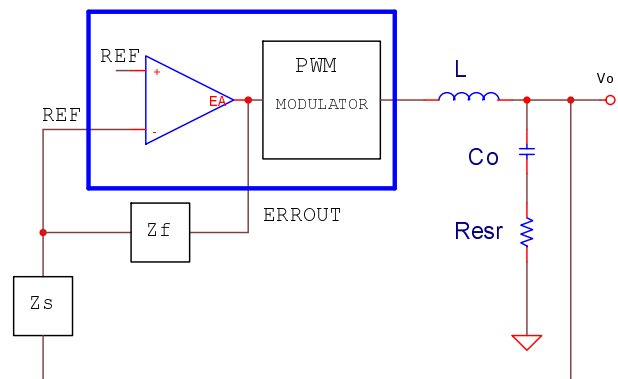 REF
+
PWM
MODULATOR
EA
REF
-
L
Vo
Co
ERROUT
Zf
Resr
Zs